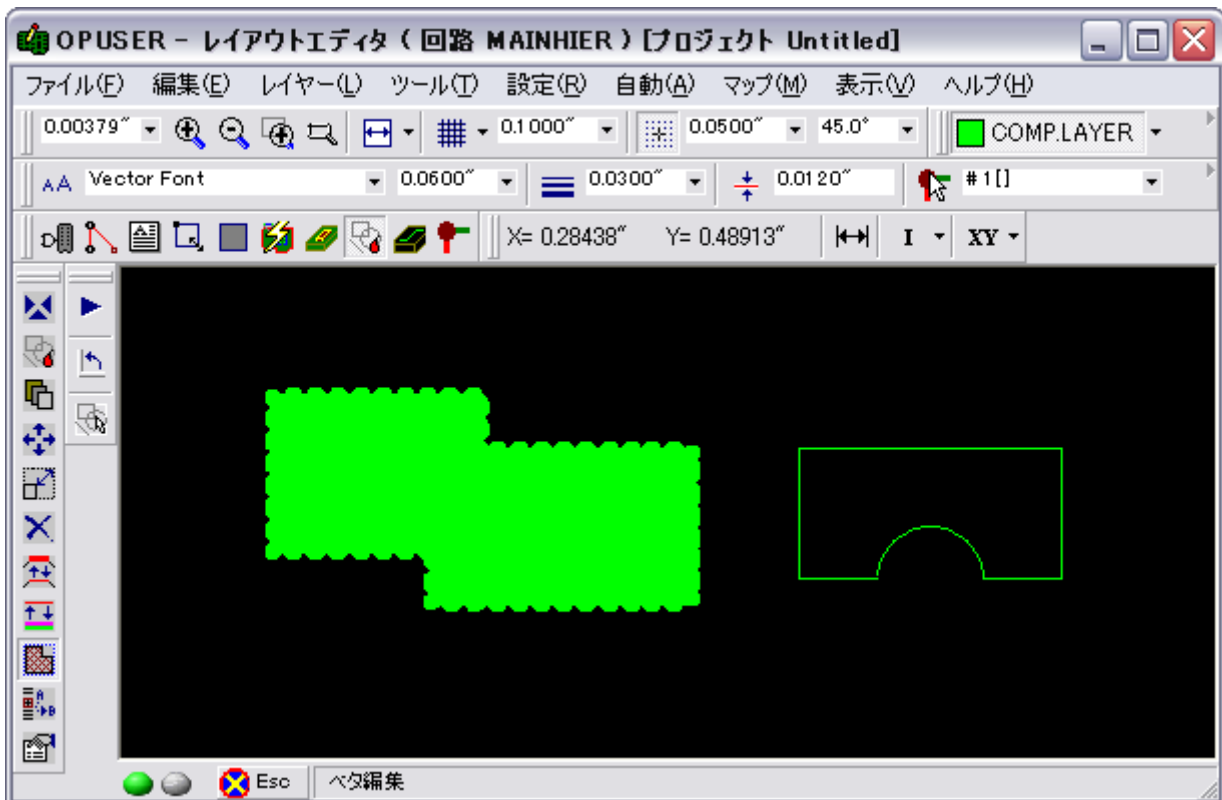 OPUSER - レイアウトエディタ ( 回路 MAINHIER ) [プロジェクト Untitled]
ファイル(F) 編集(E) レイヤー(L) ツール(T) 設定(R) 自動(A) マップ(M) 表示(V) ヘルプ(H)
0.00379" 0.1000" 0.0500" 45.0° COMP.LAYER
AA Vector Font 0.0600" 0.0300" 0.0120" #1[]
X= 0.28438" Y= 0.48913" I XY
Esc ベタ編集